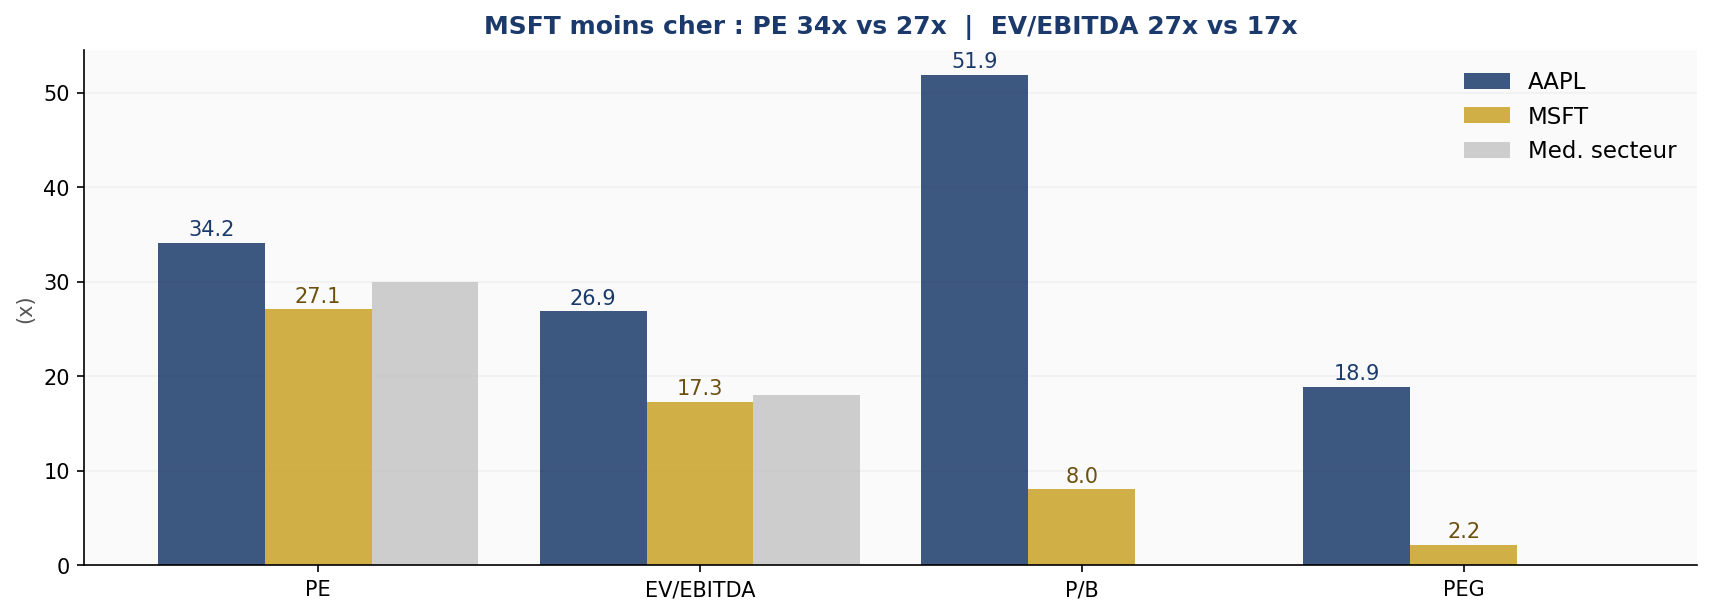 MSFT moins cher : PE 34x vs 27x | EV/EBITDA 27x vs 17x
AAPL
MSFT
Med. secteur
(x)
50
40
30
20
10
0
34.2
27.1
26.9
17.3
51.9
8.0
18.9
2.2
PE
EV/EBITDA
P/B
PEG